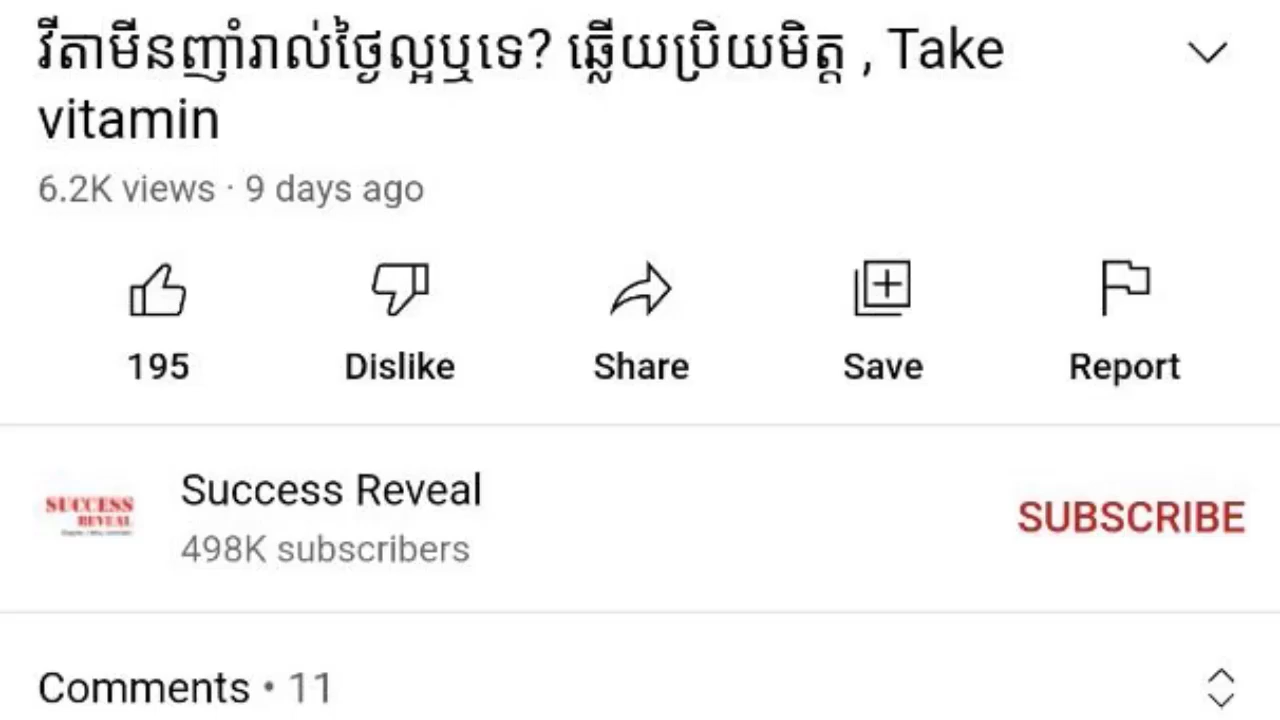 វីតាមីនញ៉ាំរាល់ថ្ងៃល្អឬទេ? ឆ្លើយប្រិយមិត្ត , Take
vitamin
6.2K views · 9 days ago
195 Dislike Share Save Report
SUCCESS
REVEAL
Success Reveal
498K subscribers
SUBSCRIBE
Comments • 11